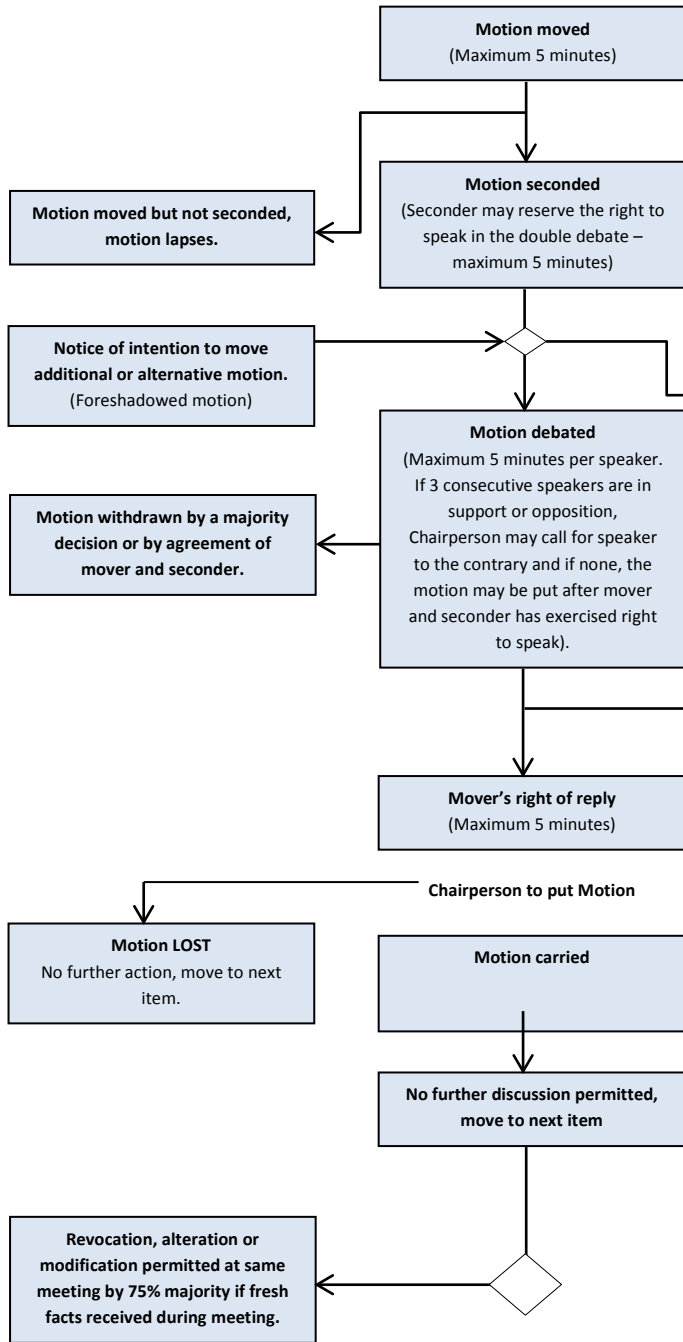 Motion moved
(Maximum 5 minutes)
Motion seconded
(Seconder may reserve the right to
speak in the double debate –
maximum 5 minutes)
Motion moved but not seconded,
motion lapses.
Notice of intention to move
additional or alternative motion.
(Foreshadowed motion)
Motion debated
(Maximum 5 minutes per speaker.
If 3 consecutive speakers are in
support or opposition,
Chairperson may call for speaker
to the contrary and if none, the
motion may be put after mover
and seconder has exercised right
to speak).
Motion withdrawn by a majority
decision or by agreement of
mover and seconder.
Mover’s right of reply
(Maximum 5 minutes)
Chairperson to put Motion
Motion LOST
No further action, move to next
item.
Motion carried
No further discussion permitted,
move to next item
Revocation, alteration or
modification permitted at same
meeting by 75% majority if fresh
facts received during meeting.